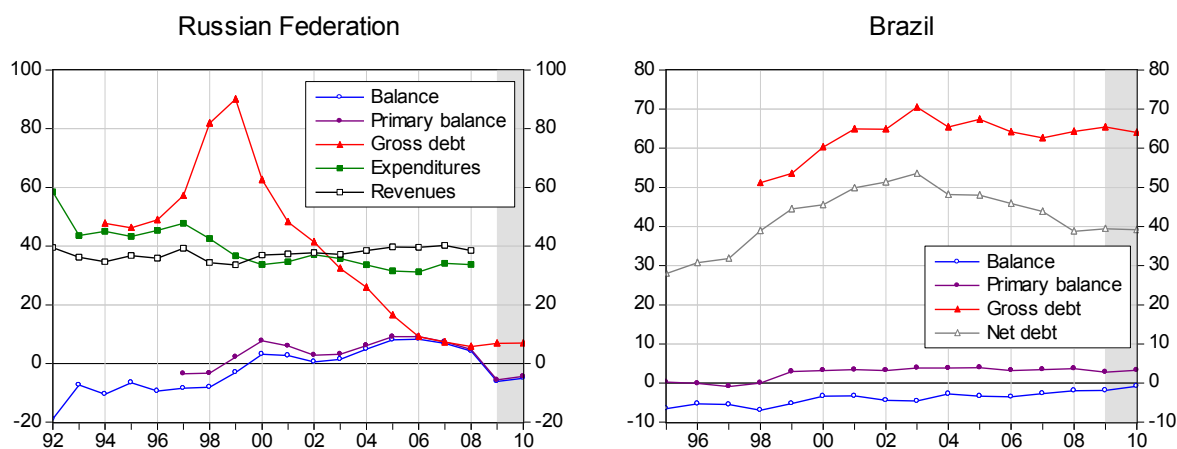 Russian Federation
100
80
60
40
20
0
-20
100
80
60
40
20
0
-20
Balance
Primary balance
Gross debt
Expenditures
Revenues
92 94 96 98 00 02 04 06 08 10
Brazil
80
70
60
50
40
30
20
10
0
-10
80
70
60
50
40
30
20
10
0
-10
Balance
Primary balance
Gross debt
Net debt
96 98 00 02 04 06 08 10